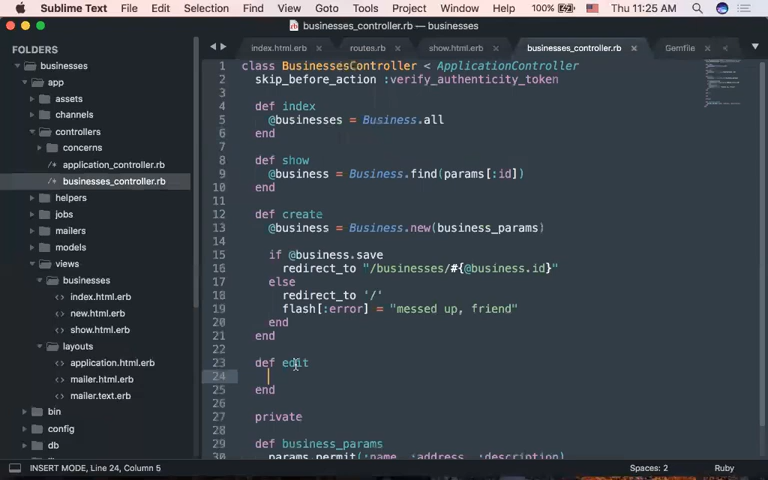 Sublime Text File Edit Selection Find View Goto Tools Project Window Help 100% Thu 11:25 AM
businesses_controller.rb — businesses
FOLDERS
businesses
app
assets
channels
controllers
concerns
application_controller.rb
businesses_controller.rb
helpers
jobs
mailers
models
views
businesses
index.html.erb
new.html.erb
show.html.erb
layouts
application.html.erb
mailer.html.erb
mailer.text.erb
bin
config
db
index.html.erb routes.rb show.html.erb businesses_controller.rb Gemfile
1 class BusinessesController < ApplicationController
2 skip_before_action :verify_authenticity_token
3
4 def index
5 @businesses = Business.all
6 end
7
8 def show
9 @business = Business.find(params[:id])
10 end
11
12 def create
13 @business = Business.new(business_params)
14
15 if @business.save
16 redirect_to "/businesses/#{@business.id}"
17 else
18 redirect_to '/'
19 flash[:error] = "messed up, friend"
20 end
21 end
22
23 def edit
24
25 end
26
27 private
28
29 def business_params
30 params.permit(:name, :address, :description)
INSERT MODE, Line 24, Column 5 Spaces: 2 Ruby